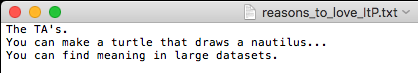 reasons_to_love_ItP.txt
The TA's.
You can make a turtle that draws a nautilus...
You can find meaning in large datasets.